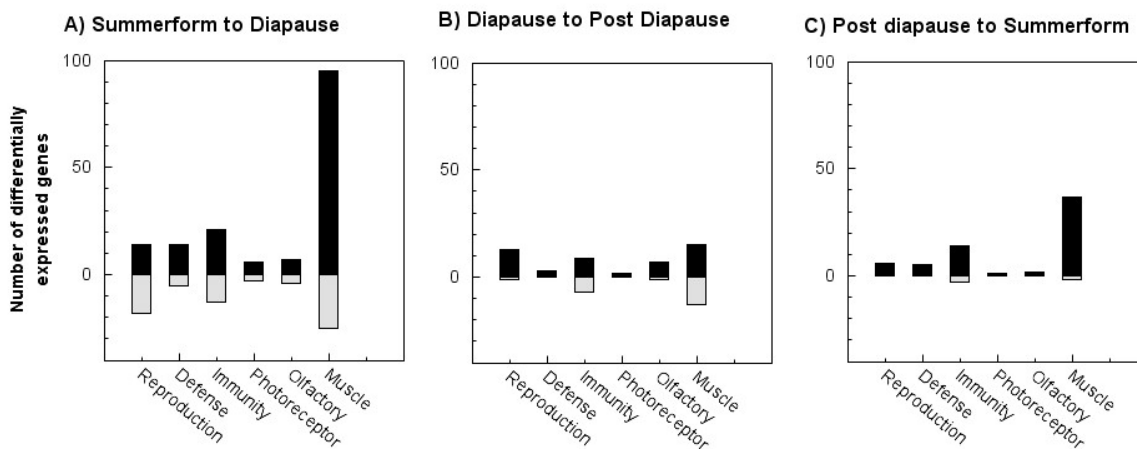 A) Summerform to Diapause
B) Diapause to Post Diapause
C) Post diapause to Summerform
Number of differentially
expressed genes
100
50
0
Reproduction
Defense
Immunity
Photoreceptor
Olfactory
Muscle
100
50
0
Reproduction
Defense
Immunity
Photoreceptor
Olfactory
Muscle
100
50
0
Reproduction
Defense
Immunity
Photoreceptor
Olfactory
Muscle